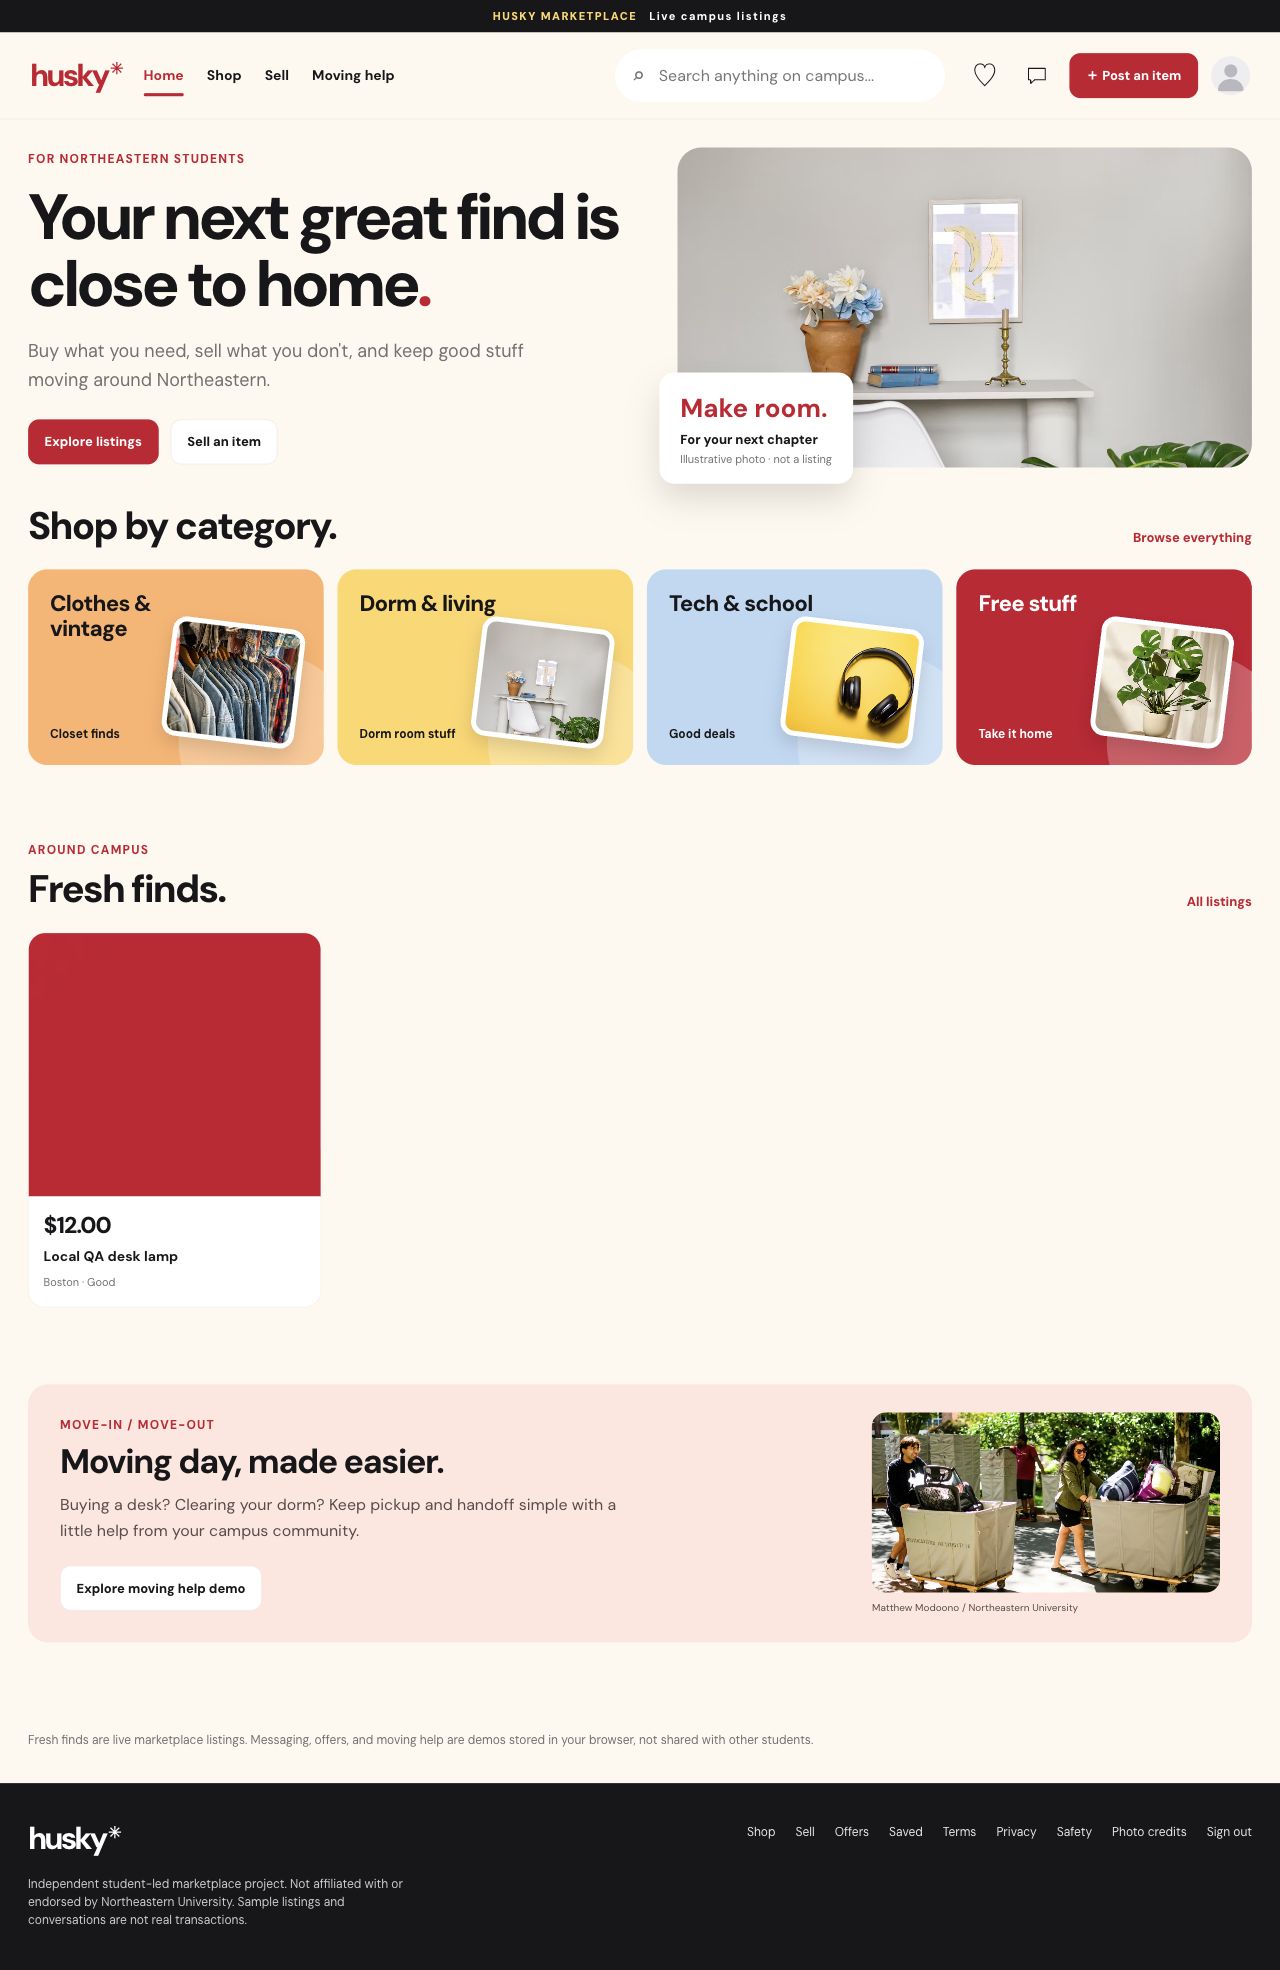 HUSKY MARKETPLACE Live campus listings
husky*
Home
Shop
Sell
Moving help
Search anything on campus...
+ Post an item
FOR NORTHEASTERN STUDENTS
Your next great find is
close to home.
Buy what you need, sell what you don't, and keep good stuff
moving around Northeastern.
Explore listings
Sell an item
Make room.
For your next chapter
Illustrative photo · not a listing
Shop by category.
Browse everything
Clothes &
vintage
Closet finds
Dorm & living
Dorm room stuff
Tech & school
Good deals
Free stuff
Take it home
AROUND CAMPUS
Fresh finds.
All listings
$12.00
Local QA desk lamp
Boston · Good
MOVE-IN / MOVE-OUT
Moving day, made easier.
Buying a desk? Clearing your dorm? Keep pickup and handoff simple with a
little help from your campus community.
Explore moving help demo
Matthew Modoono / Northeastern University
Fresh finds are live marketplace listings. Messaging, offers, and moving help are demos stored in your browser, not shared with other students.
husky*
Shop
Sell
Offers
Saved
Terms
Privacy
Safety
Photo credits
Sign out
Independent student-led marketplace project. Not affiliated with or
endorsed by Northeastern University. Sample listings and
conversations are not real transactions.